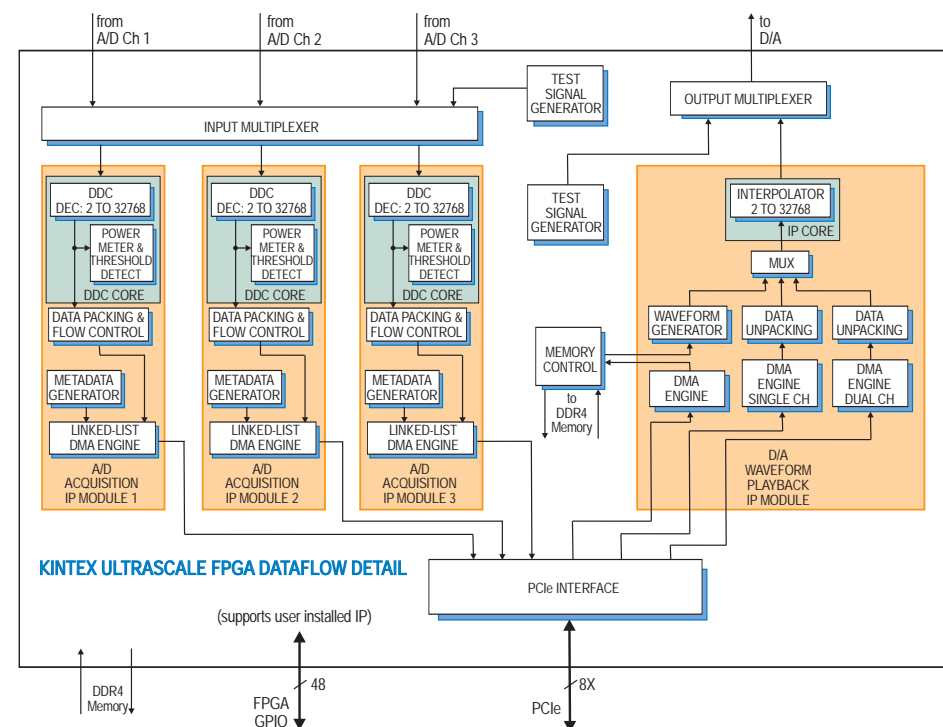 from
A/D Ch 1
from
A/D Ch 2
from
A/D Ch 3
to
D/A
TEST
SIGNAL
GENERATOR
OUTPUT MULTIPLEXER
INPUT MULTIPLEXER
DDC
DEC: 2 TO 32768
POWER
METER &
THRESHOLD
DETECT
DDC CORE
DATA PACKING &
FLOW CONTROL
METADATA
GENERATOR
LINKED-LIST
DMA ENGINE
A/D
ACQUISITION
IP MODULE 1
DDC
DEC: 2 TO 32768
POWER
METER &
THRESHOLD
DETECT
DDC CORE
DATA PACKING &
FLOW CONTROL
METADATA
GENERATOR
LINKED-LIST
DMA ENGINE
A/D
ACQUISITION
IP MODULE 2
DDC
DEC: 2 TO 32768
POWER
METER &
THRESHOLD
DETECT
DDC CORE
DATA PACKING &
FLOW CONTROL
METADATA
GENERATOR
LINKED-LIST
DMA ENGINE
A/D
ACQUISITION
IP MODULE 3
TEST
SIGNAL
GENERATOR
INTERPOLATOR
2 TO 32768
IP CORE
MUX
WAVEFORM
GENERATOR
DATA
UNPACKING
DATA
UNPACKING
MEMORY
CONTROL
to
DDR4
Memory
DMA
ENGINE
DMA
ENGINE
SINGLE CH
DMA
ENGINE
DUAL CH
D/A
WAVEFORM
PLAYBACK
IP MODULE
KINTEX ULTRASCALE FPGA DATAFLOW DETAIL
PCIe INTERFACE
(supports user installed IP)
DDR4
Memory
48
FPGA
GPIO
8X
PCIe